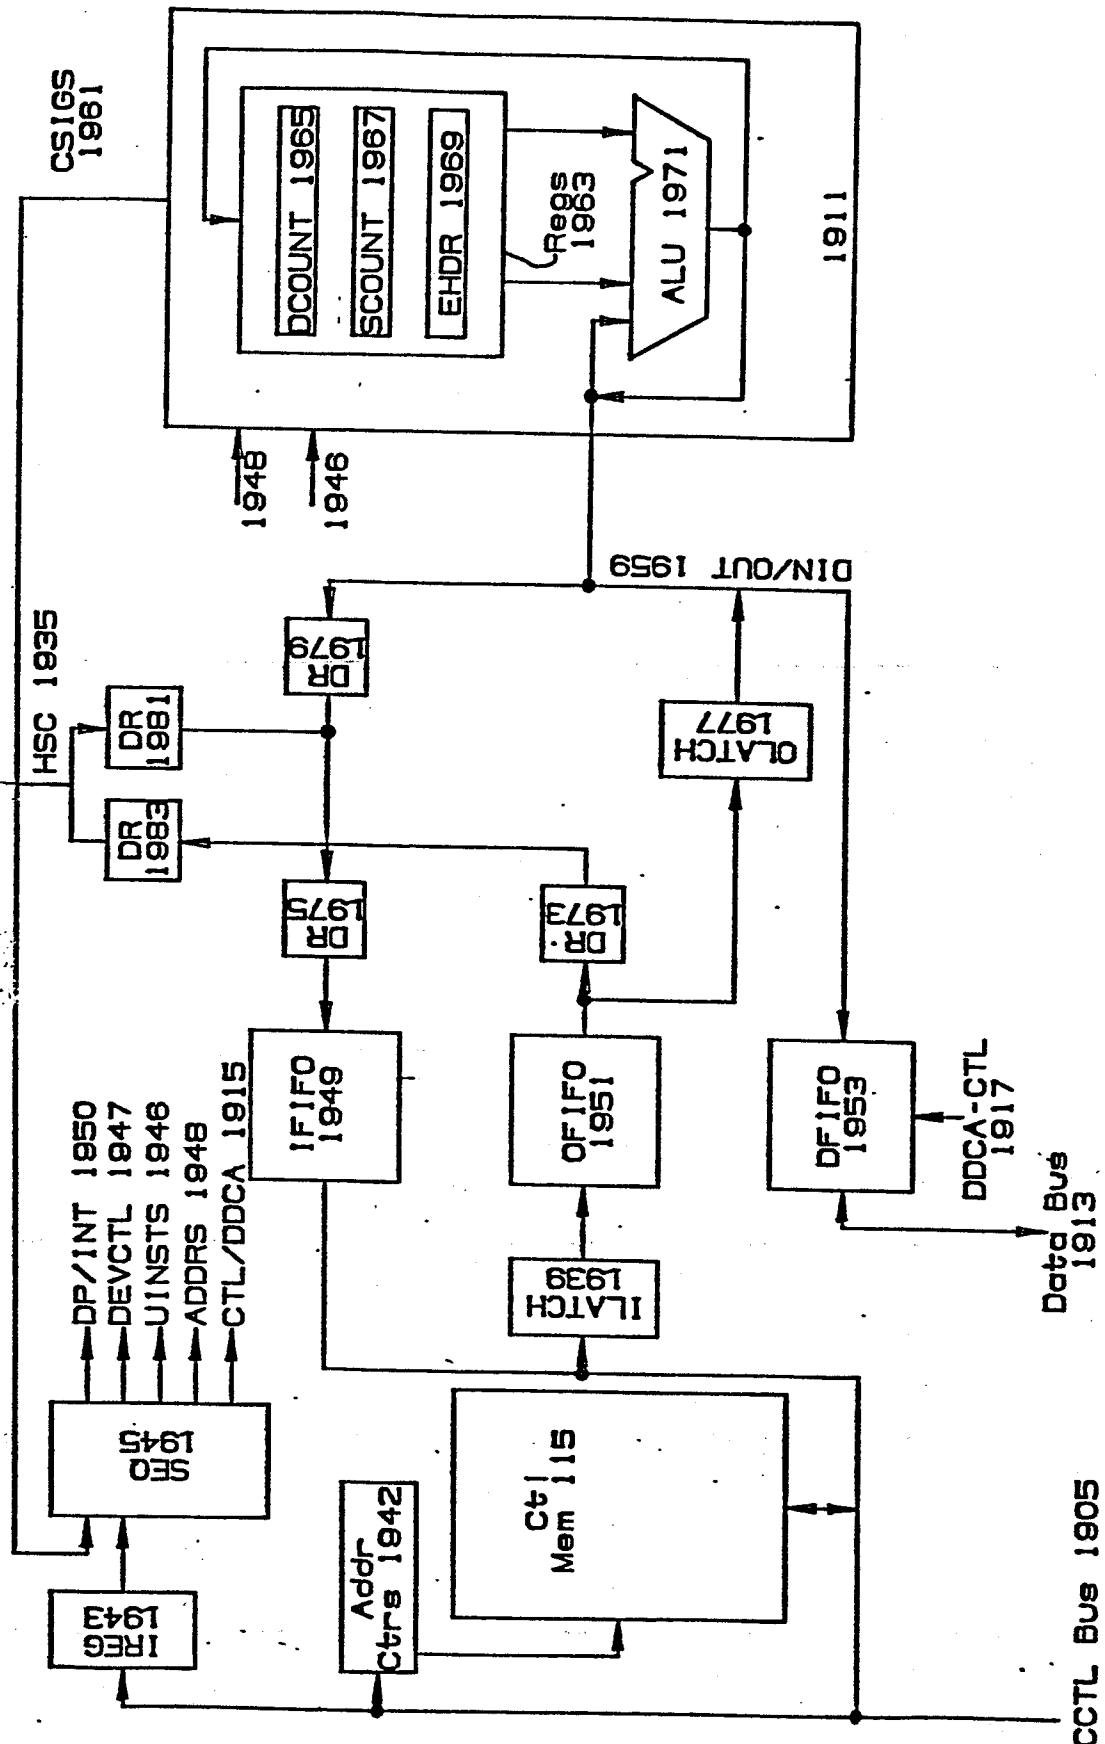 CSIGS
1961
DCOUNT 1965
SCOUNT 1967
EHDR 1969
Regs
1963
ALU 1971
1911
1948
1946
HSC 1935
DR
1979
DR
1981
DR
1983
DR
1975
DIN/OUT 1959
OLATCH
1977
DR
1973
IFIFO
1949
OFIFO
1951
DFIFO
1953
DDCA-CTL
1917
Data Bus
1913
ILATCH
1939
DP/INT 1950
DEVCTL 1947
UINSTS 1946
ADDRS 1948
CTL/DDCA 1915
SEQ
1945
IREG
1943
Addr
Ctrs 1942
Ctl
Mem 115
CCTL Bus 1905